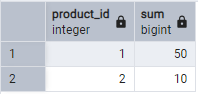 product_id sum
integer bigint
1 1 50
2 2 10